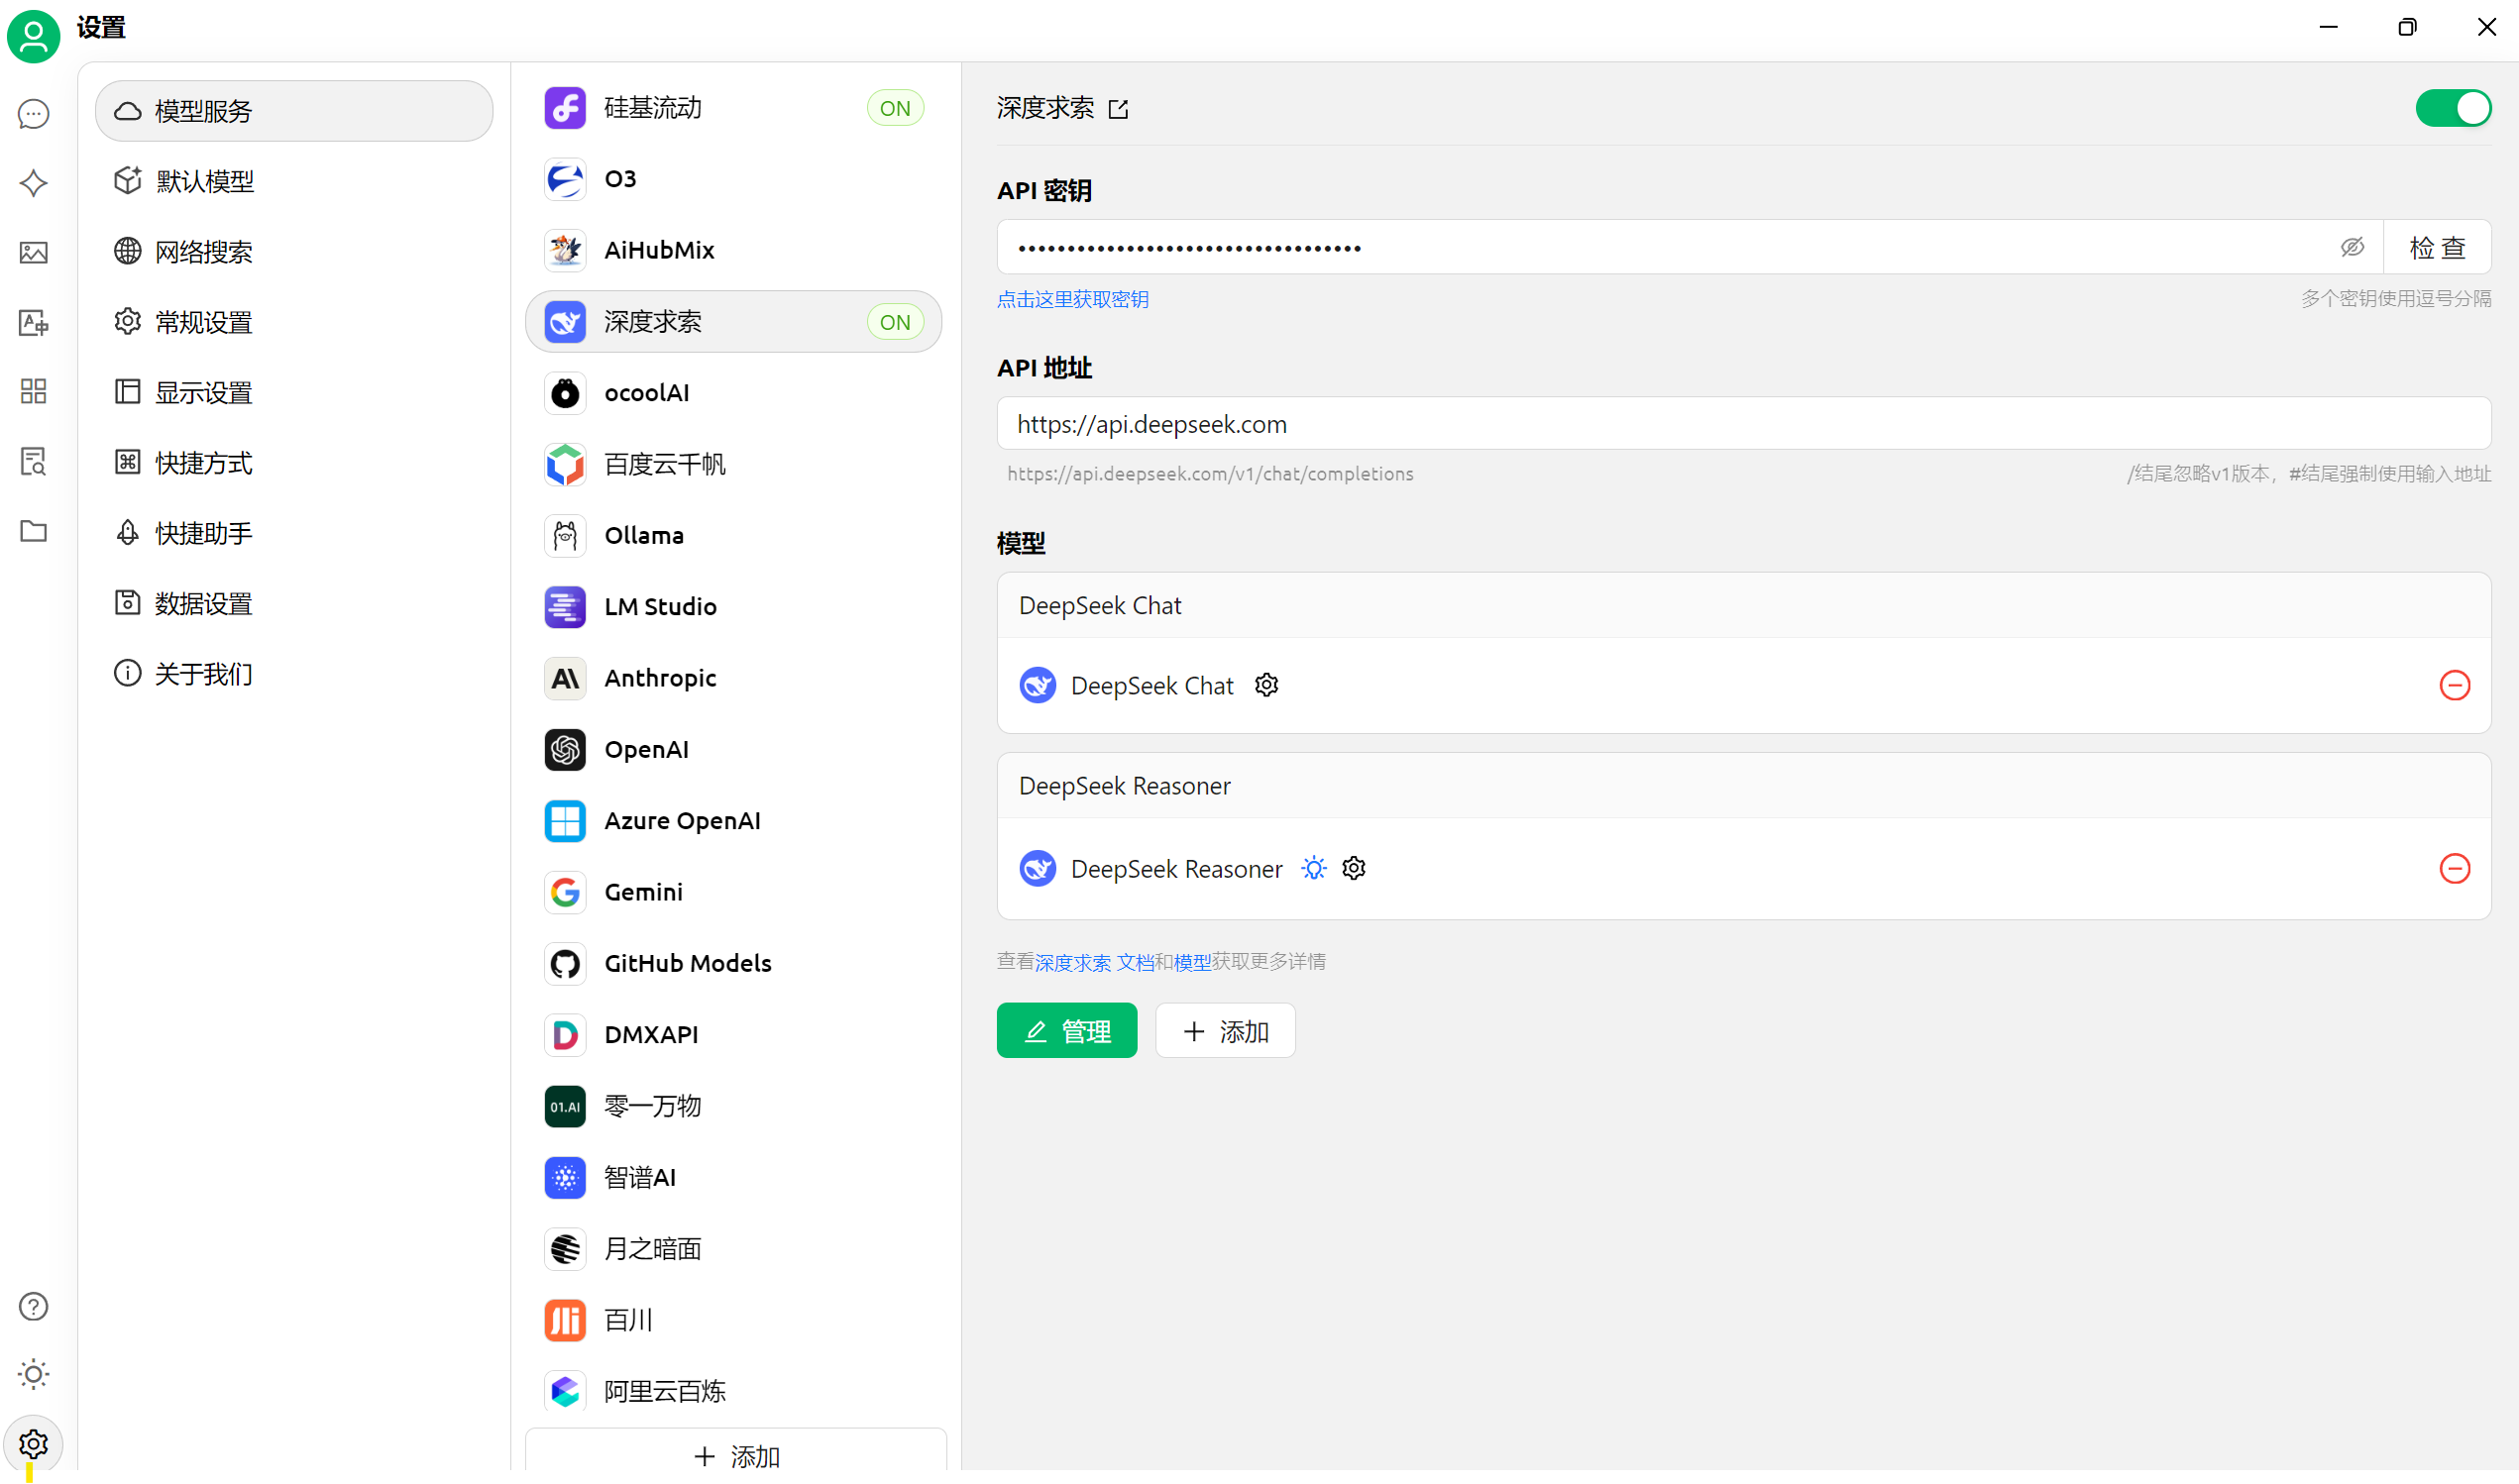 设置
模型服务
默认模型
网络搜索
常规设置
显示设置
快捷方式
快捷助手
数据设置
关于我们
硅基流动 ON
O3
AiHubMix
深度求索 ON
ocoolAI
百度云千帆
Ollama
LM Studio
Anthropic
OpenAI
Azure OpenAI
Gemini
GitHub Models
DMXAPI
01.AI 零一万物
智谱AI
月之暗面
百川
阿里云百炼
添加
深度求索
API 密钥
••••••••••••••••••••••••••••••••••• 检 查
点击这里获取密钥 多个密钥使用逗号分隔
API 地址
https://api.deepseek.com
https://api.deepseek.com/v1/chat/completions /结尾忽略v1版本，#结尾强制使用输入地址
模型
DeepSeek Chat
DeepSeek Chat
DeepSeek Reasoner
DeepSeek Reasoner
查看深度求索 文档和模型获取更多详情
管理 添加